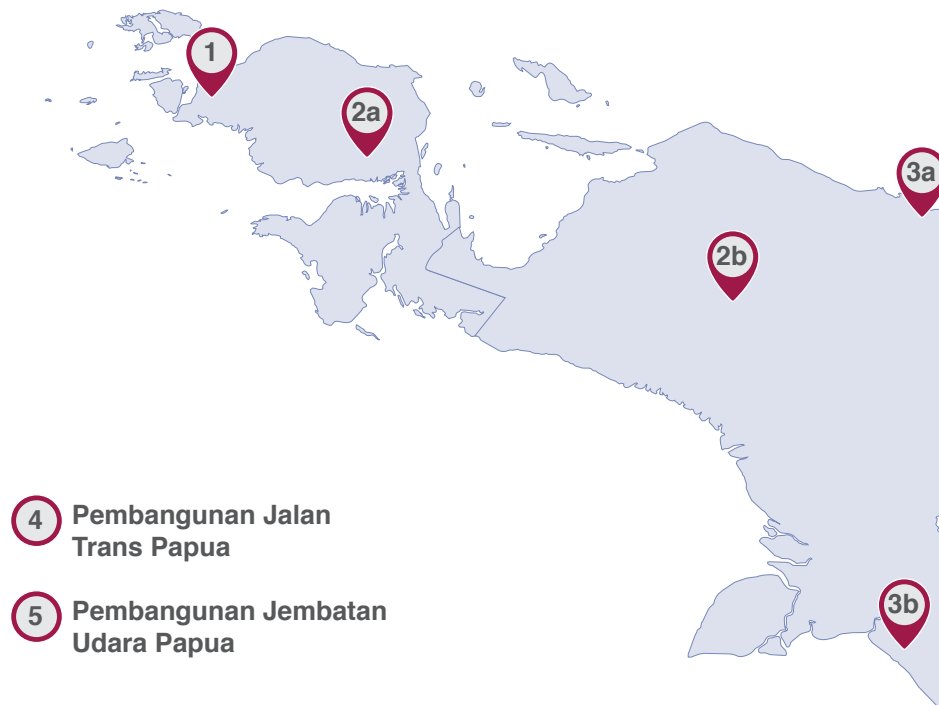 1
2a
3a
2b
4 Pembangunan Jalan
Trans Papua
5 Pembangunan Jembatan
Udara Papua
3b